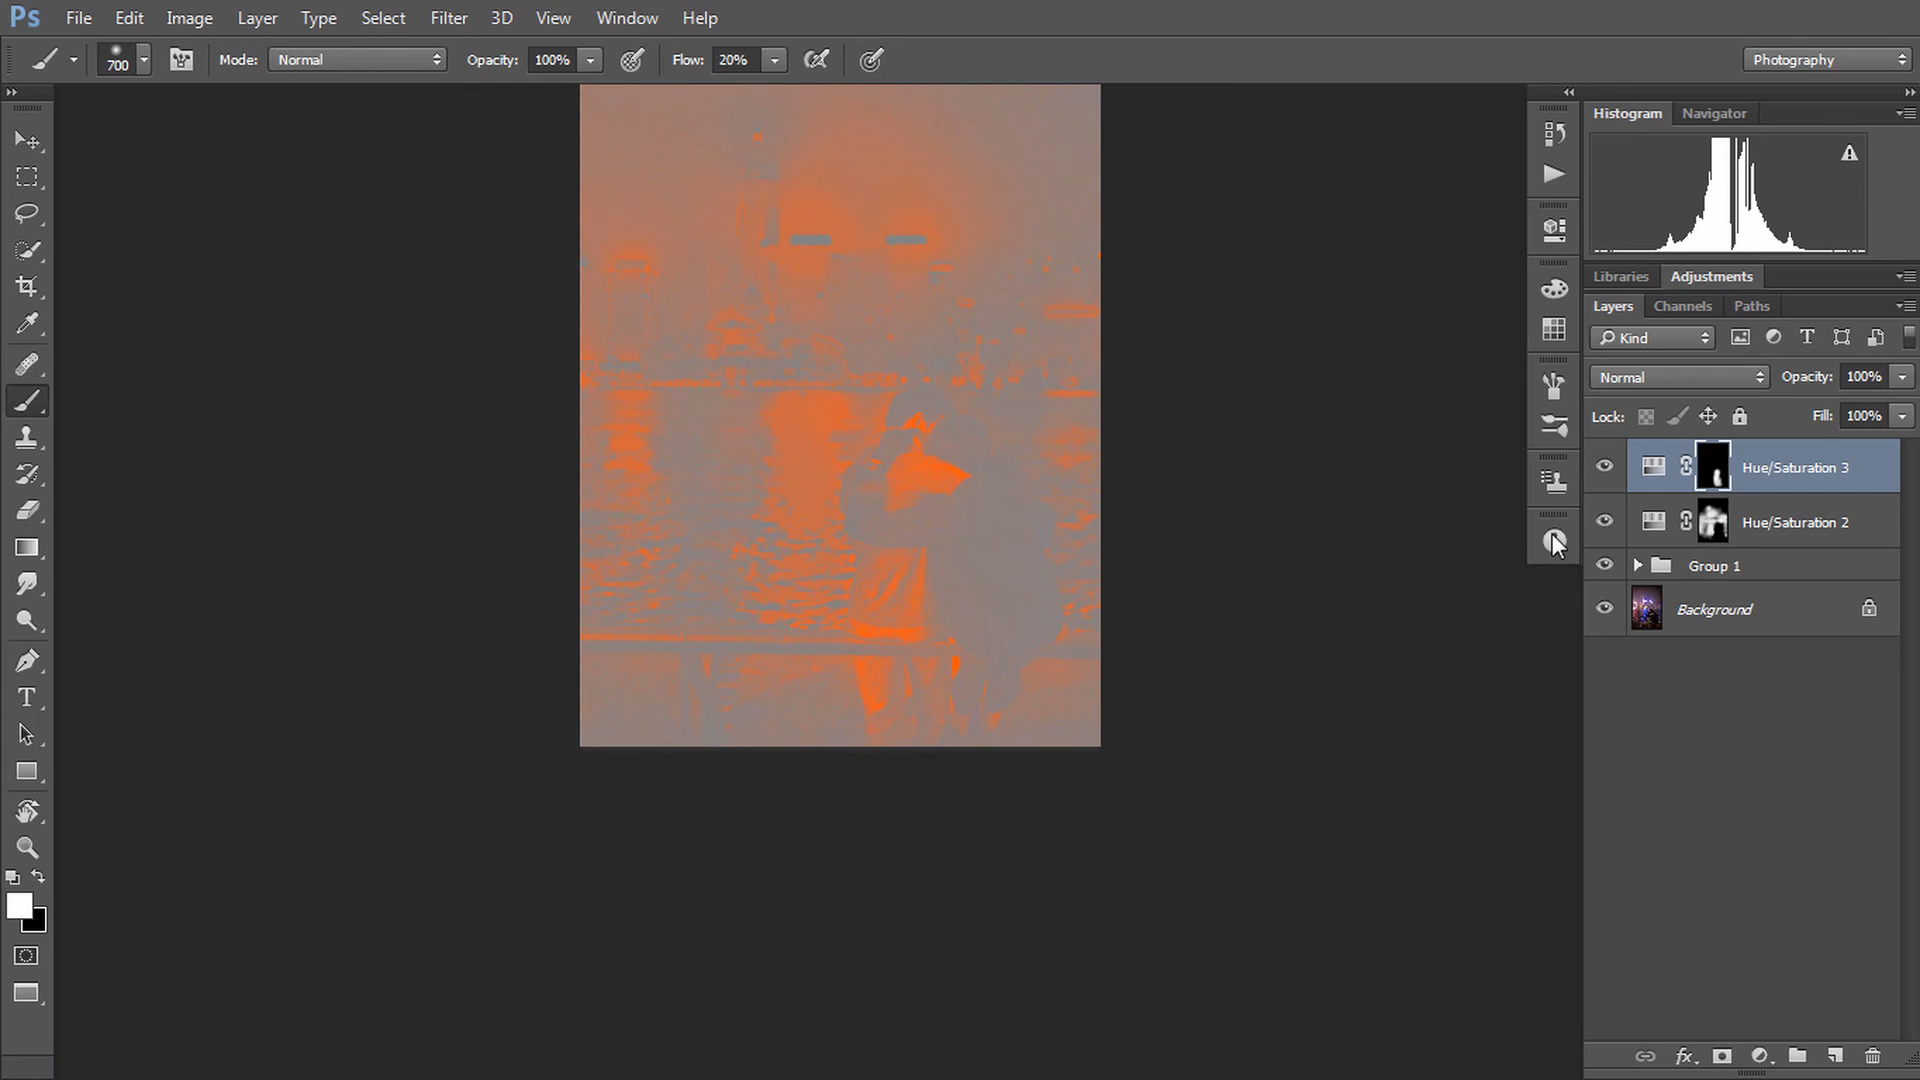 Ps File Edit Image Layer Type Select Filter 3D View Window Help
700 Mode: Normal Opacity: 100% Flow: 20% Photography
Histogram Navigator
Libraries Adjustments
Layers Channels Paths
Kind T
Normal Opacity: 100%
Lock: Fill: 100%
Hue/Saturation 3
Hue/Saturation 2
Group 1
Background
T
fx